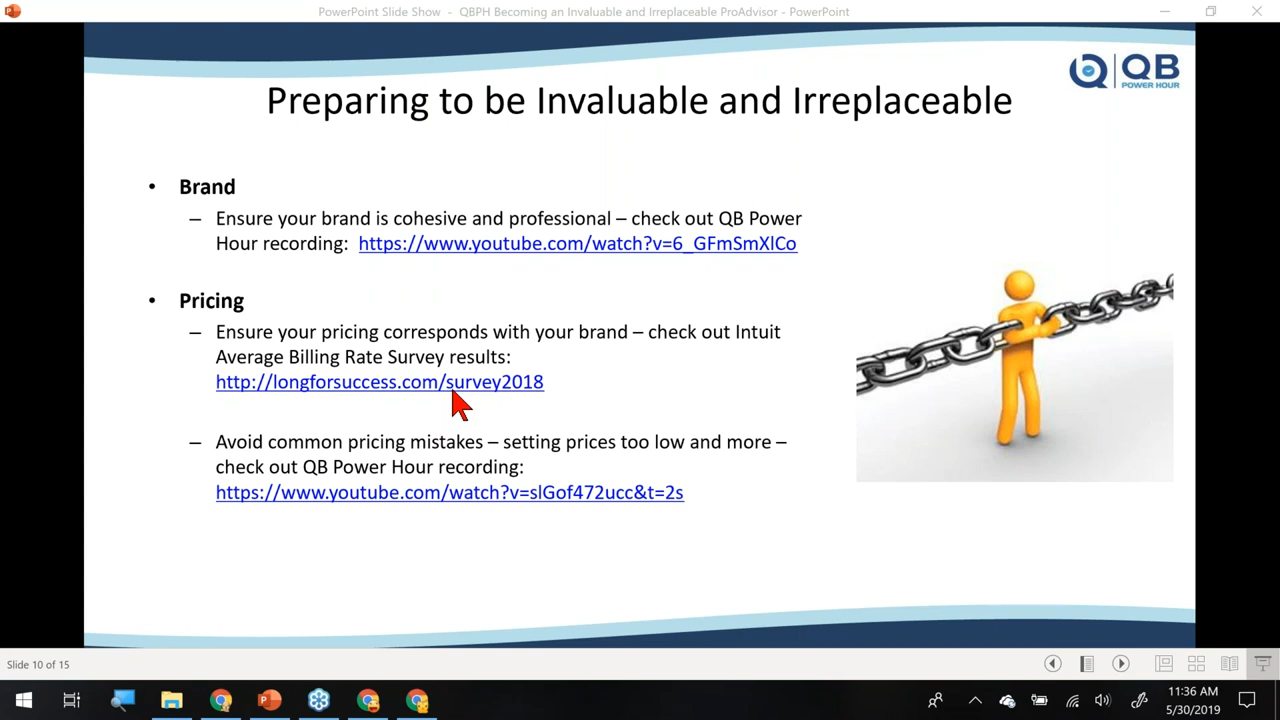 PowerPoint Slide Show - QBPH Becoming an Invaluable and Irreplaceable ProAdvisor - PowerPoint
QB
POWER HOUR
Preparing to be Invaluable and Irreplaceable
• Brand
– Ensure your brand is cohesive and professional – check out QB Power
Hour recording: https://www.youtube.com/watch?v=6_GFmSmXlCo
• Pricing
– Ensure your pricing corresponds with your brand – check out Intuit
Average Billing Rate Survey results:
http://longforsuccess.com/survey2018
– Avoid common pricing mistakes – setting prices too low and more –
check out QB Power Hour recording:
https://www.youtube.com/watch?v=slGof472ucc&t=2s
Slide 10 of 15
11:36 AM
5/30/2019